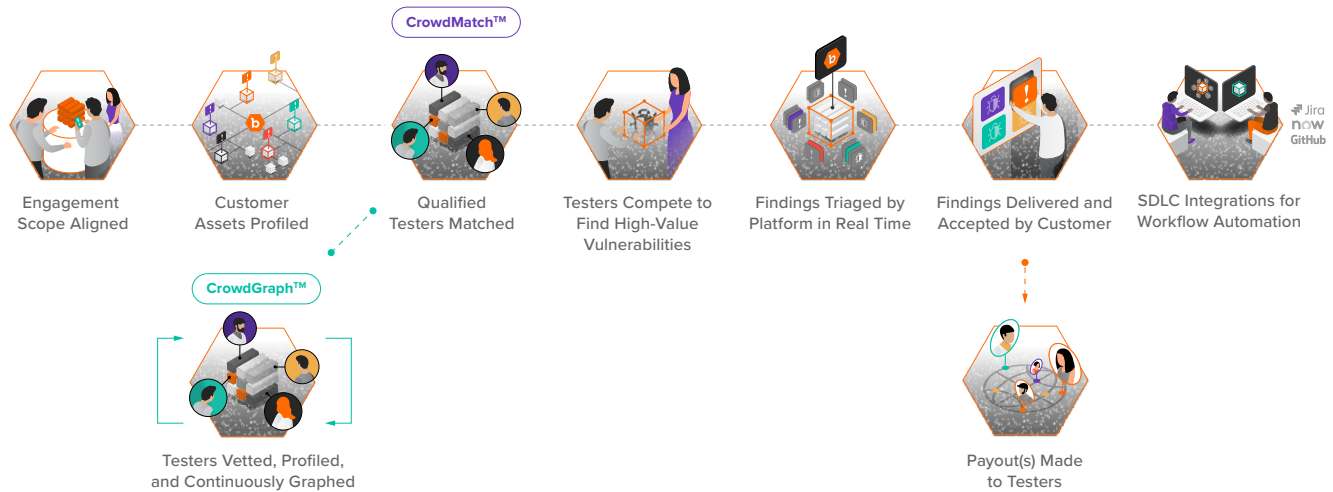 CrowdMatch™
b
b
Jira
now
GitHub
Engagement
Scope Aligned
Customer
Assets Profiled
Qualified
Testers Matched
Testers Compete to
Find High-Value
Vulnerabilities
Findings Triaged by
Platform in Real Time
Findings Delivered and
Accepted by Customer
SDLC Integrations for
Workflow Automation
CrowdGraph™
Testers Vetted, Profiled,
and Continuously Graphed
Payout(s) Made
to Testers